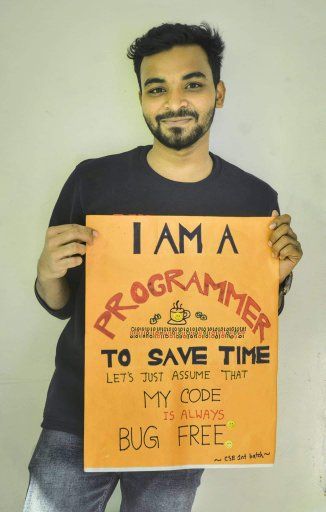 I AM A
PROGRAMMER
TO SAVE TIME
LET'S JUST ASSUME THAT
MY CODE
IS ALWAYS
BUG FREE
~ CSE 1st batch ~